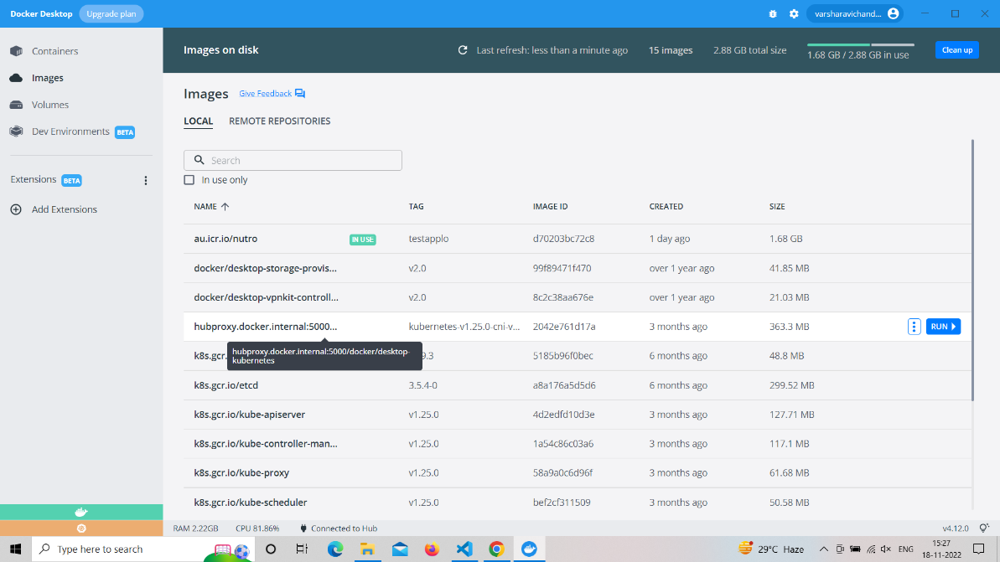 Docker Desktop Upgrade plan varsharavichand...
Containers
Images
Volumes
Dev Environments BETA
Extensions BETA
Add Extensions
Images on disk Last refresh: less than a minute ago 15 images 2.88 GB total size 1.68 GB / 2.88 GB in use Clean up
Images Give Feedback
LOCAL REMOTE REPOSITORIES
Search
In use only
NAME TAG IMAGE ID CREATED SIZE
au.icr.io/nutro IN USE testapplo d70203bc72c8 1 day ago 1.68 GB
docker/desktop-storage-provis... v2.0 99f89471f470 over 1 year ago 41.85 MB
docker/desktop-vpnkit-controll... v2.0 8c2c38aa676e over 1 year ago 21.03 MB
hubproxy.docker.internal:5000... kubernetes-v1.25.0-cni-v... 2042e761d17a 3 months ago 363.3 MB RUN
hubproxy.docker.internal:5000/docker/desktop-
kubernetes
k8s.gcr. 9.3 5185b96f0bec 6 months ago 48.8 MB
k8s.gcr.io/etcd 3.5.4-0 a8a176a5d5d6 6 months ago 299.52 MB
k8s.gcr.io/kube-apiserver v1.25.0 4d2edfd10d3e 3 months ago 127.71 MB
k8s.gcr.io/kube-controller-man... v1.25.0 1a54c86c03a6 3 months ago 117.1 MB
k8s.gcr.io/kube-proxy v1.25.0 58a9a0c6d96f 3 months ago 61.68 MB
k8s.gcr.io/kube-scheduler v1.25.0 bef2cf311509 3 months ago 50.58 MB
RAM 2.22GB CPU 81.86% Connected to Hub v4.12.0
Type here to search 29°C Haze ENG 15:27
18-11-2022